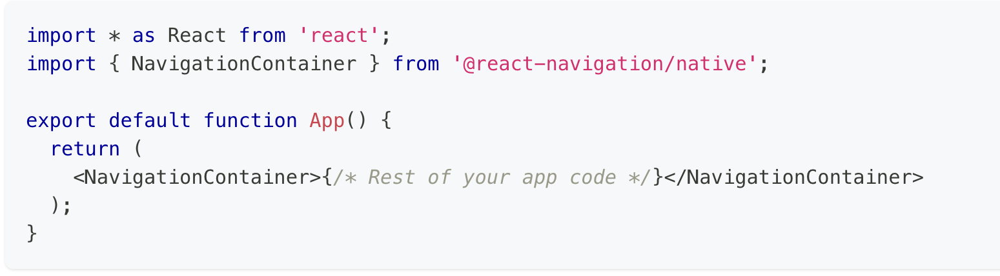 import * as React from 'react';
import { NavigationContainer } from '@react-navigation/native';
export default function App() {
return (
<NavigationContainer>{/* Rest of your app code */}</NavigationContainer>
);
}